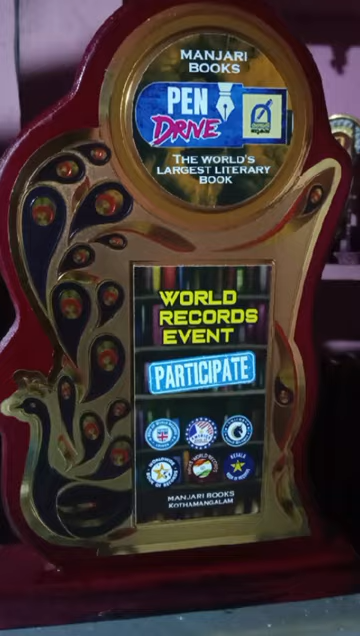 MANJARI
BOOKS
PEN
DRIVE
THE WORLD'S
LARGEST LITERARY
BOOK
WORLD
RECORDS
EVENT
PARTICIPATE
MANJARI BOOKS
KOTHAMANGALAM